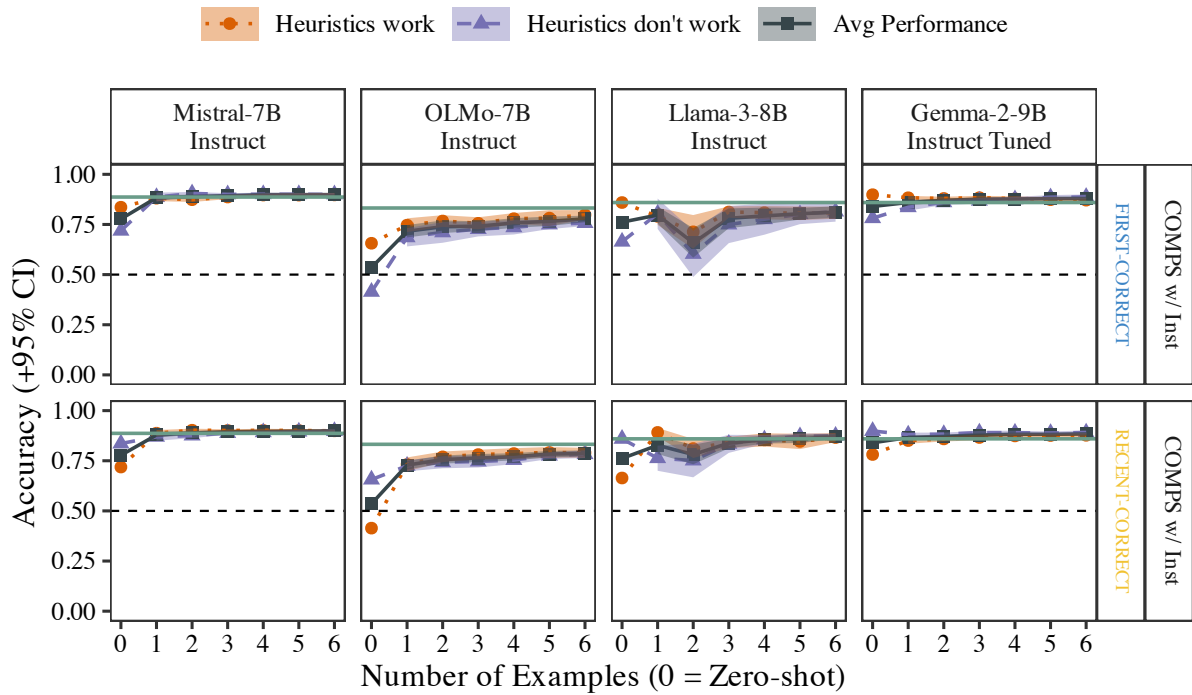 Heuristics work Heuristics don't work Avg Performance
Mistral-7B
Instruct
OLMo-7B
Instruct
Llama-3-8B
Instruct
Gemma-2-9B
Instruct Tuned
Accuracy (+95% CI)
1.00
0.75
0.50
0.25
0.00
FIRST-CORRECT
COMPS w/ Inst
1.00
0.75
0.50
0.25
0.00
RECENT-CORRECT
COMPS w/ Inst
0 1 2 3 4 5 6 0 1 2 3 4 5 6 0 1 2 3 4 5 6 0 1 2 3 4 5 6
Number of Examples (0 = Zero-shot)